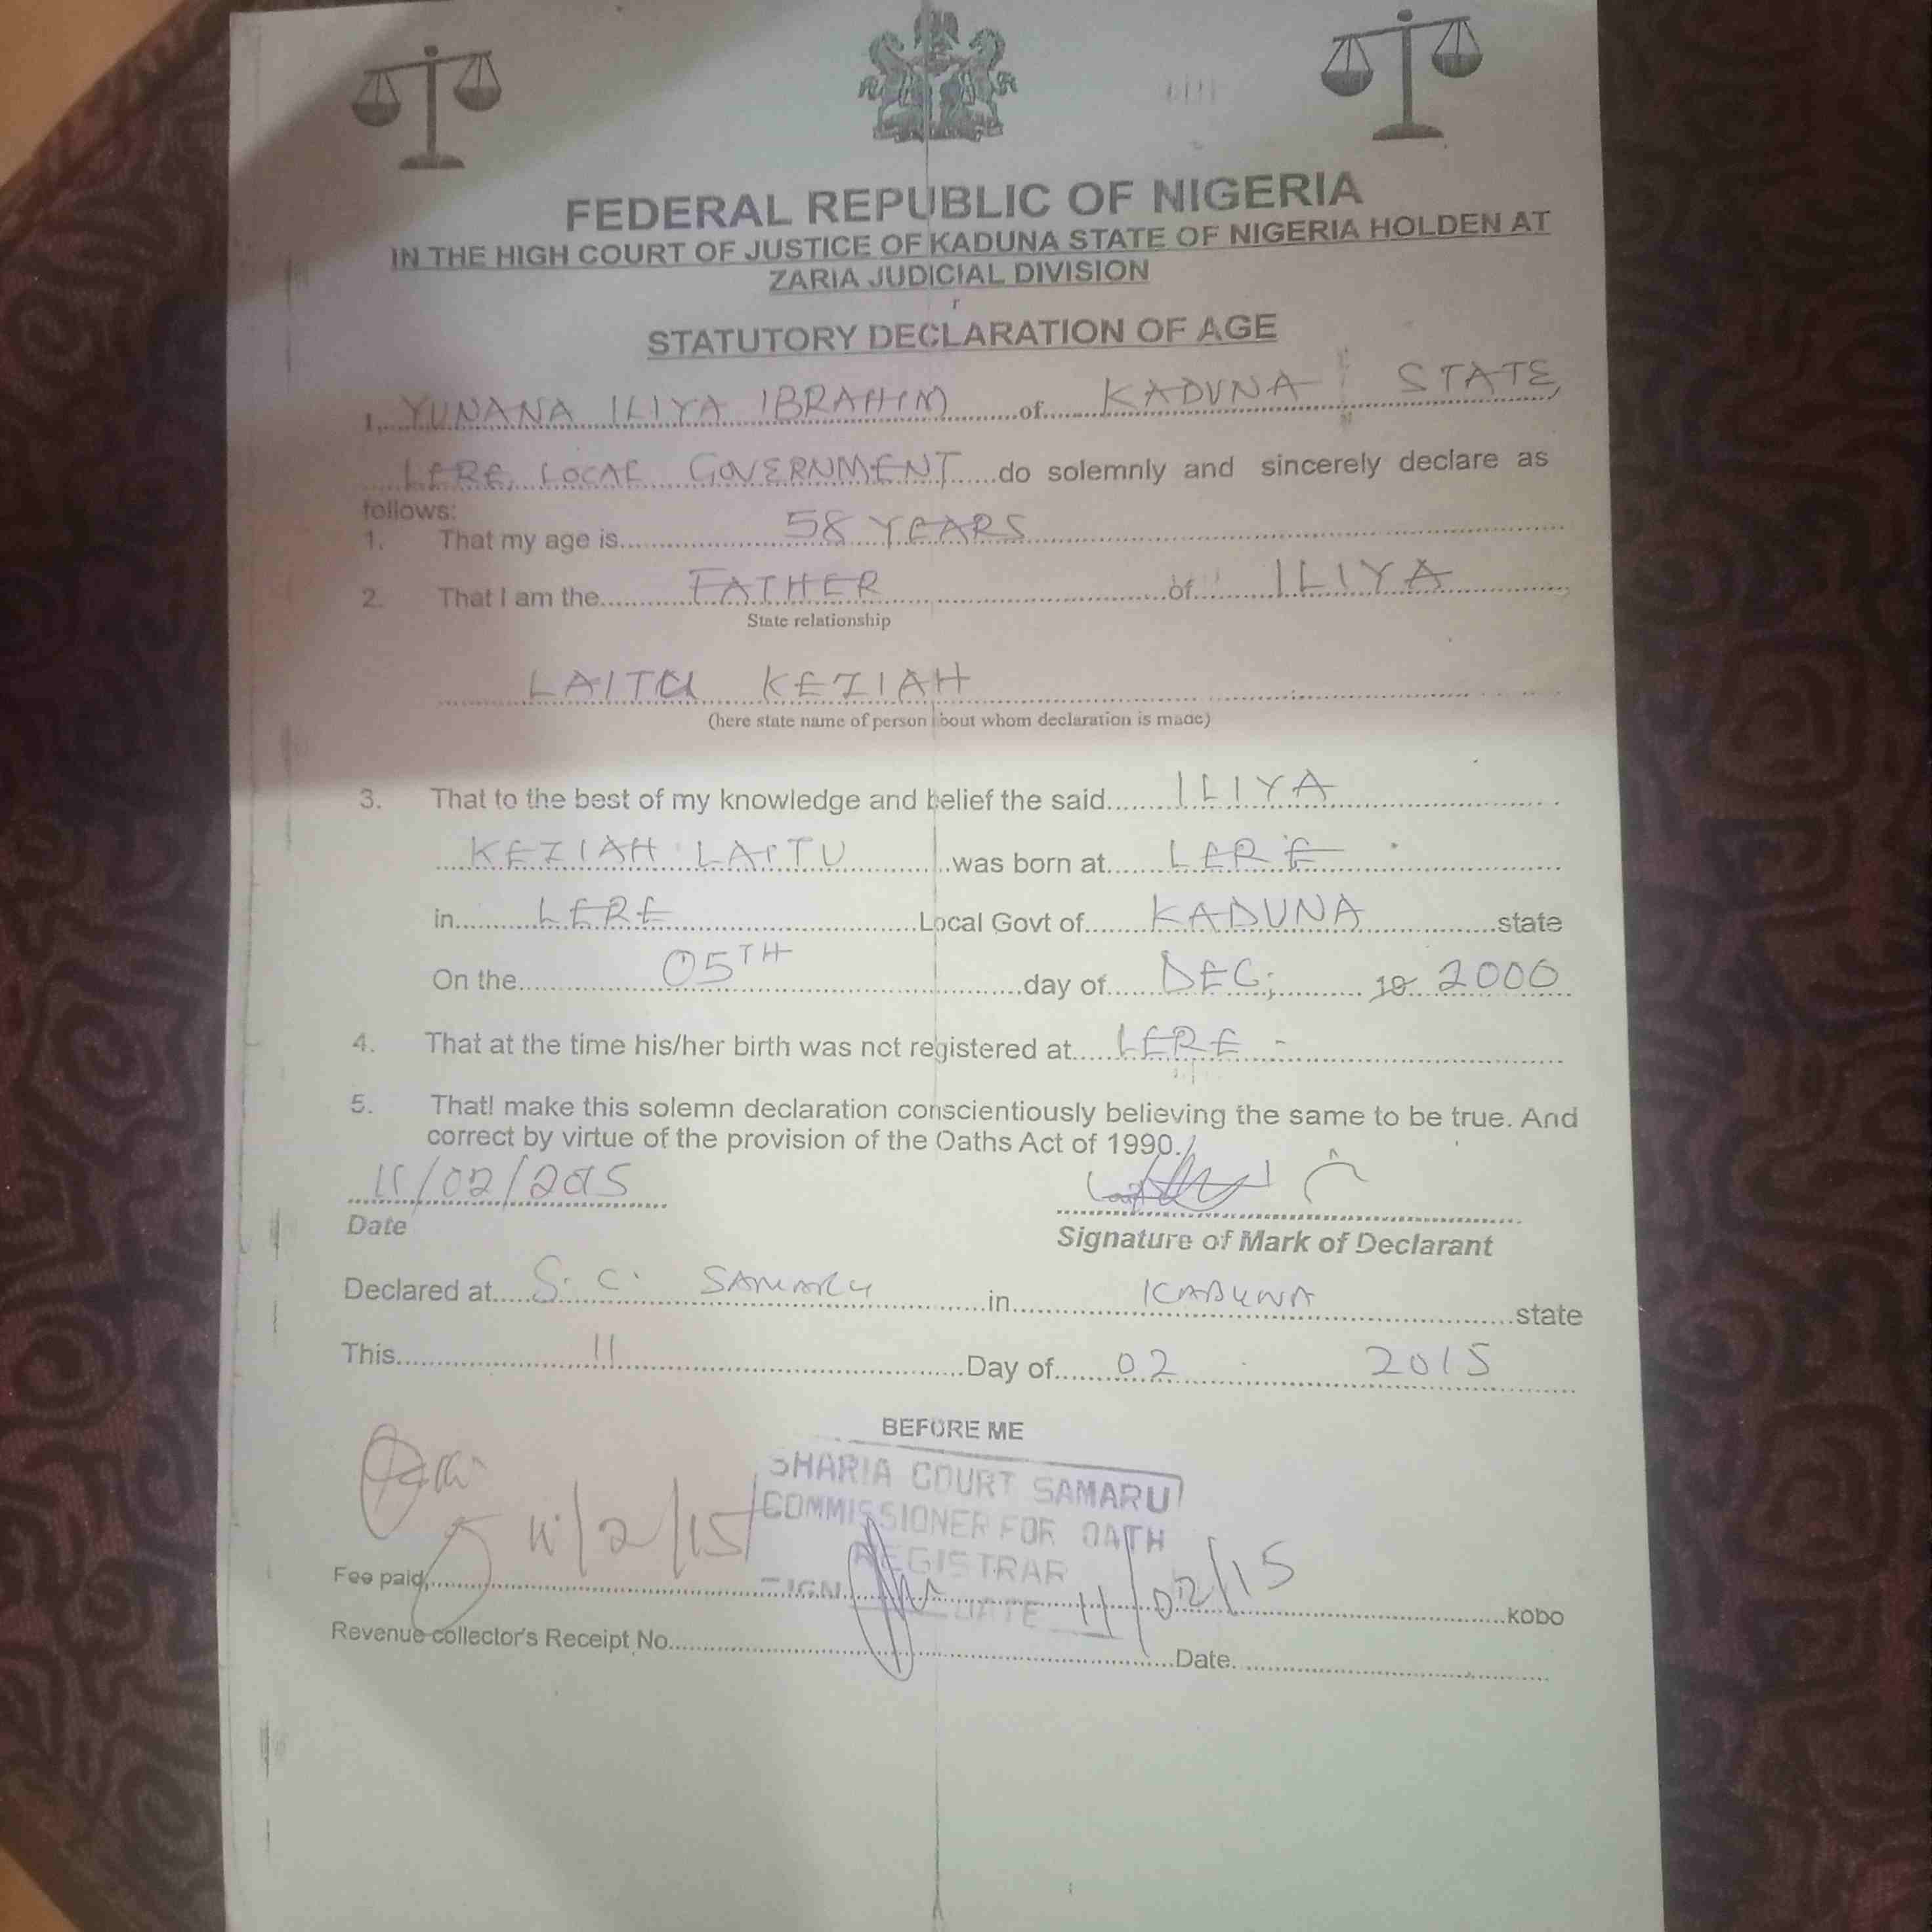 FEDERAL REPUBLIC OF NIGERIA
IN THE HIGH COURT OF JUSTICE OF KADUNA STATE OF NIGERIA HOLDEN AT
ZARIA JUDICIAL DIVISION
STATUTORY DECLARATION OF AGE
I, YUNANA ILIYA IBRAHIM of KADUNA STATE,
LERE LOCAL GOVERNMENT do solemnly and sincerely declare as
follows:
1. That my age is 58 YEARS
2. That I am the FATHER of ILIYA
State relationship
LAITU KEZIAH
(here state name of person bout whom declaration is made)
3. That to the best of my knowledge and belief the said ILIYA
KEZIAH LAITU was born at LERE
in LERE Local Govt of KADUNA state
On the 05TH day of DEC; 19 2000
4. That at the time his/her birth was not registered at LERE -
5. That I make this solemn declaration conscientiously believing the same to be true. And
correct by virtue of the provision of the Oaths Act of 1990.
11/02/2015
Date
Signature of Mark of Declarant
Declared at S. C. SAMARU in KADUNA state
This 11 Day of 02 2015
BEFORE ME
SHARIA COURT SAMARU
COMMISSIONER FOR OATH
REGISTRAR
11/2/15
SIGN
DATE 11/02/15
Fee paid, kobo
Revenue collector's Receipt No. Date